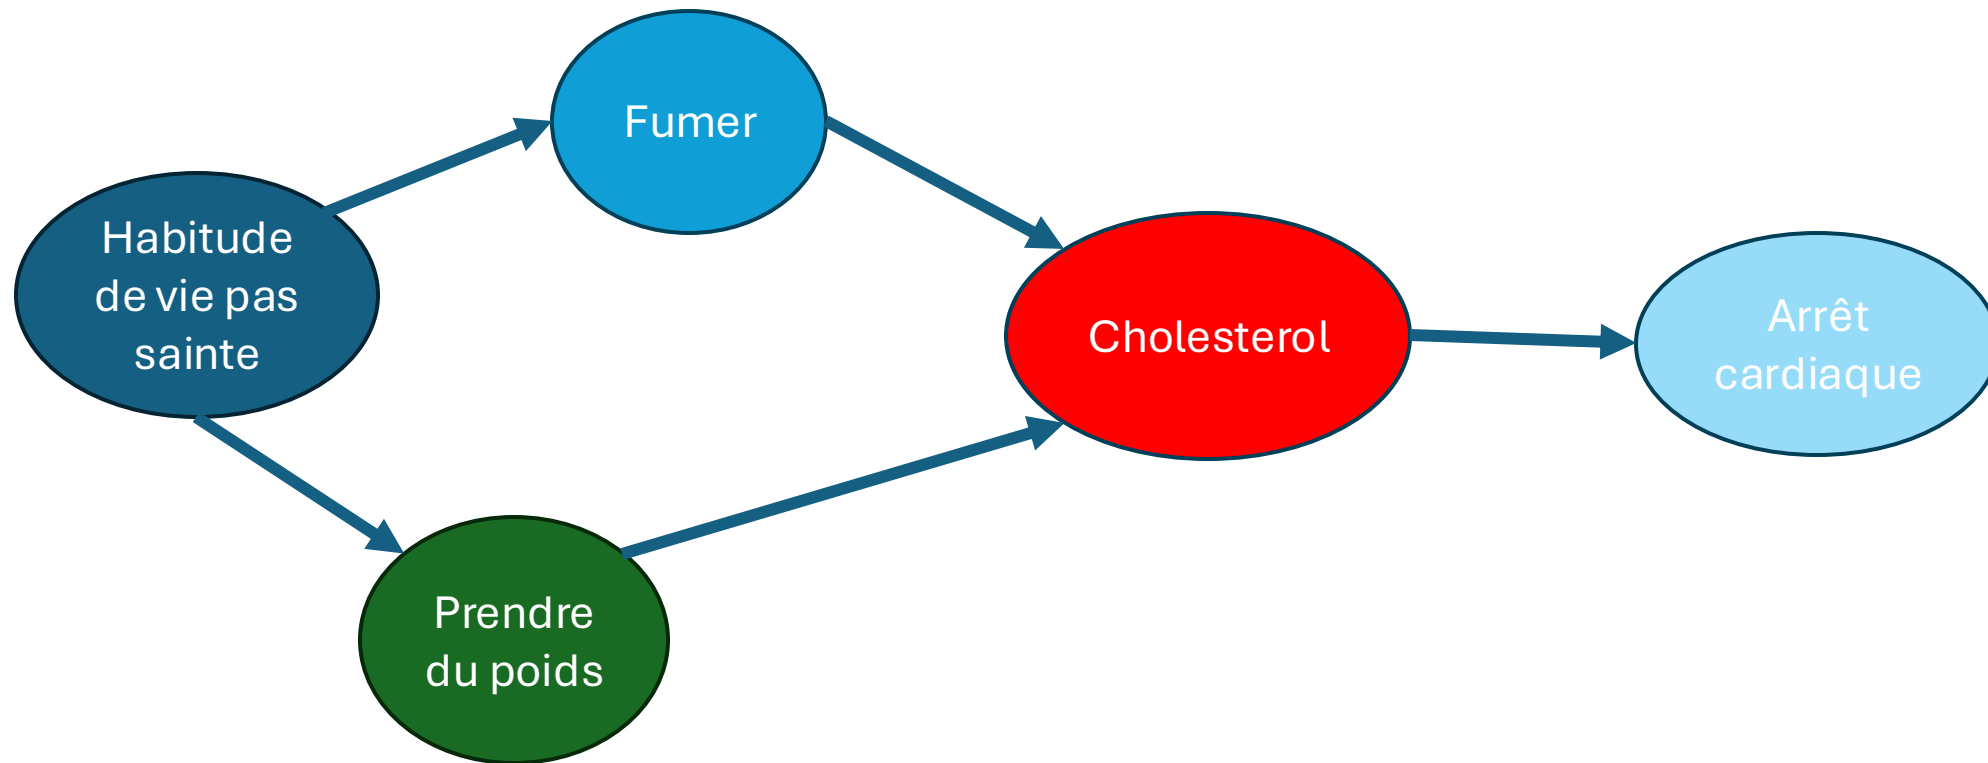 Fumer
Habitude
de vie pas
sainte
Cholesterol
Arrêt
cardiaque
Prendre
du poids